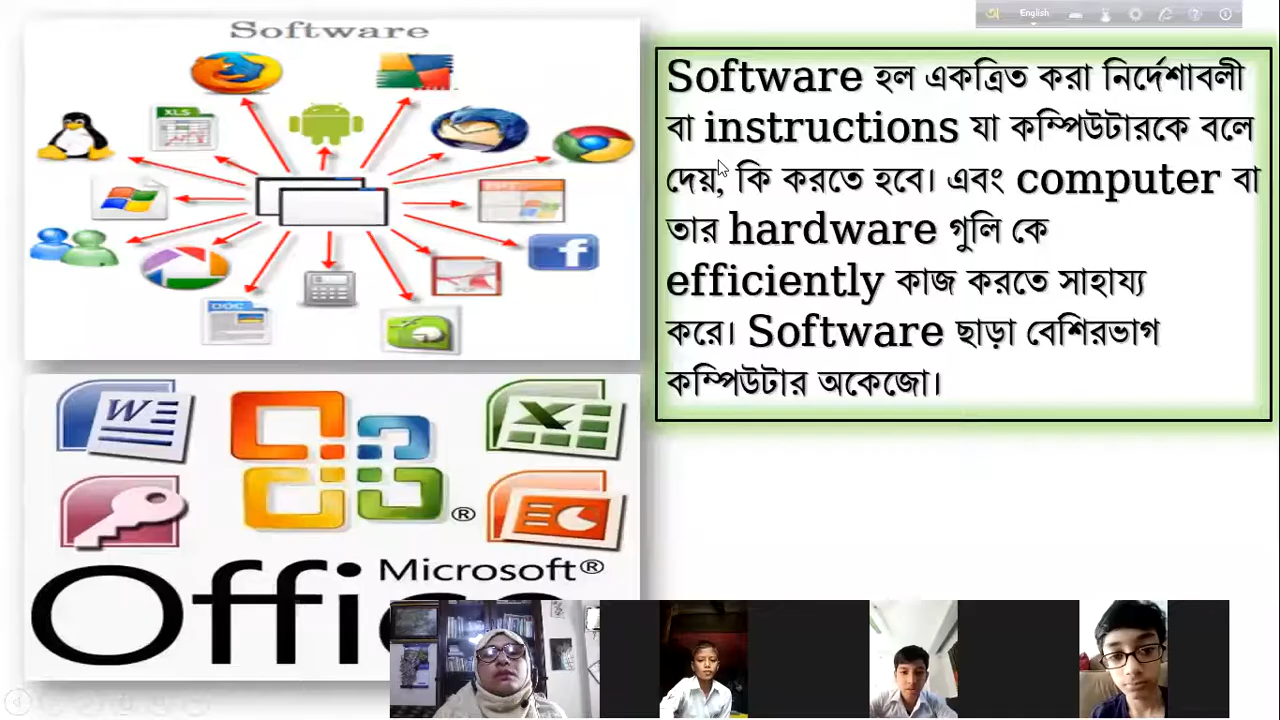 English
Software
Software হল একত্রিত করা নির্দেশাবলী
বা instructions যা কম্পিউটারকে বলে
দেয়, কি করতে হবে। এবং computer বা
তার hardware গুলি কে
efficiently কাজ করতে সাহায্য
করে। Software ছাড়া বেশিরভাগ
কম্পিউটার অকেজো।
XLS
DOC
W
X
®
Microsoft®